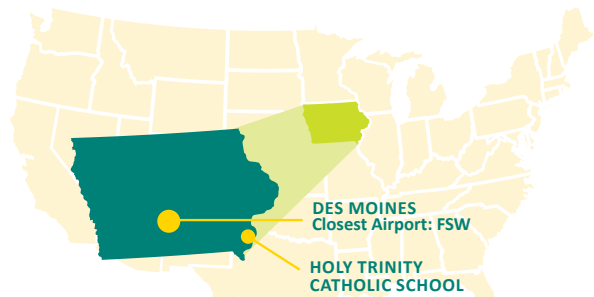 DES MOINES
Closest Airport: FSW
HOLY TRINITY
CATHOLIC SCHOOL